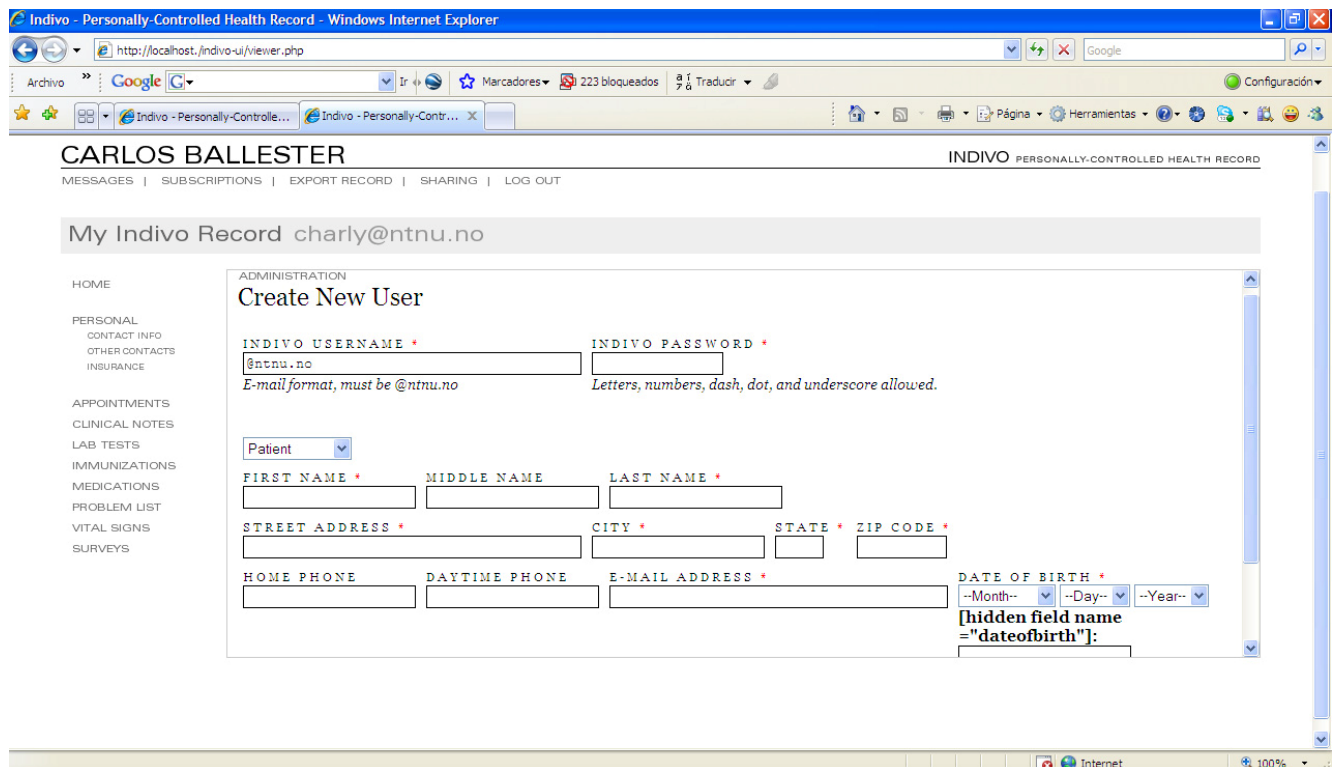 Indivo - Personally-Controlled Health Record - Windows Internet Explorer
http://localhost./indivo-ui/viewer.php
Google
Archivo » Google G Ir Marcadores 223 bloqueados Traducir Configuración
Indivo - Personally-Controlle... Indivo - Personally-Contr... X Página Herramientas
CARLOS BALLESTER INDIVO PERSONALLY-CONTROLLED HEALTH RECORD
MESSAGES | SUBSCRIPTIONS | EXPORT RECORD | SHARING | LOG OUT
My Indivo Record charly@ntnu.no
HOME
PERSONAL
CONTACT INFO
OTHER CONTACTS
INSURANCE
APPOINTMENTS
CLINICAL NOTES
LAB TESTS
IMMUNIZATIONS
MEDICATIONS
PROBLEM LIST
VITAL SIGNS
SURVEYS
ADMINISTRATION
Create New User
INDIVO USERNAME * INDIVO PASSWORD *
@ntnu.no
E-mail format, must be @ntnu.no Letters, numbers, dash, dot, and underscore allowed.
Patient
FIRST NAME * MIDDLE NAME LAST NAME *
STREET ADDRESS * CITY * STATE * ZIP CODE *
HOME PHONE DAYTIME PHONE E-MAIL ADDRESS * DATE OF BIRTH *
--Month-- --Day-- --Year--
[hidden field name
="dateofbirth"]:
Internet 100%